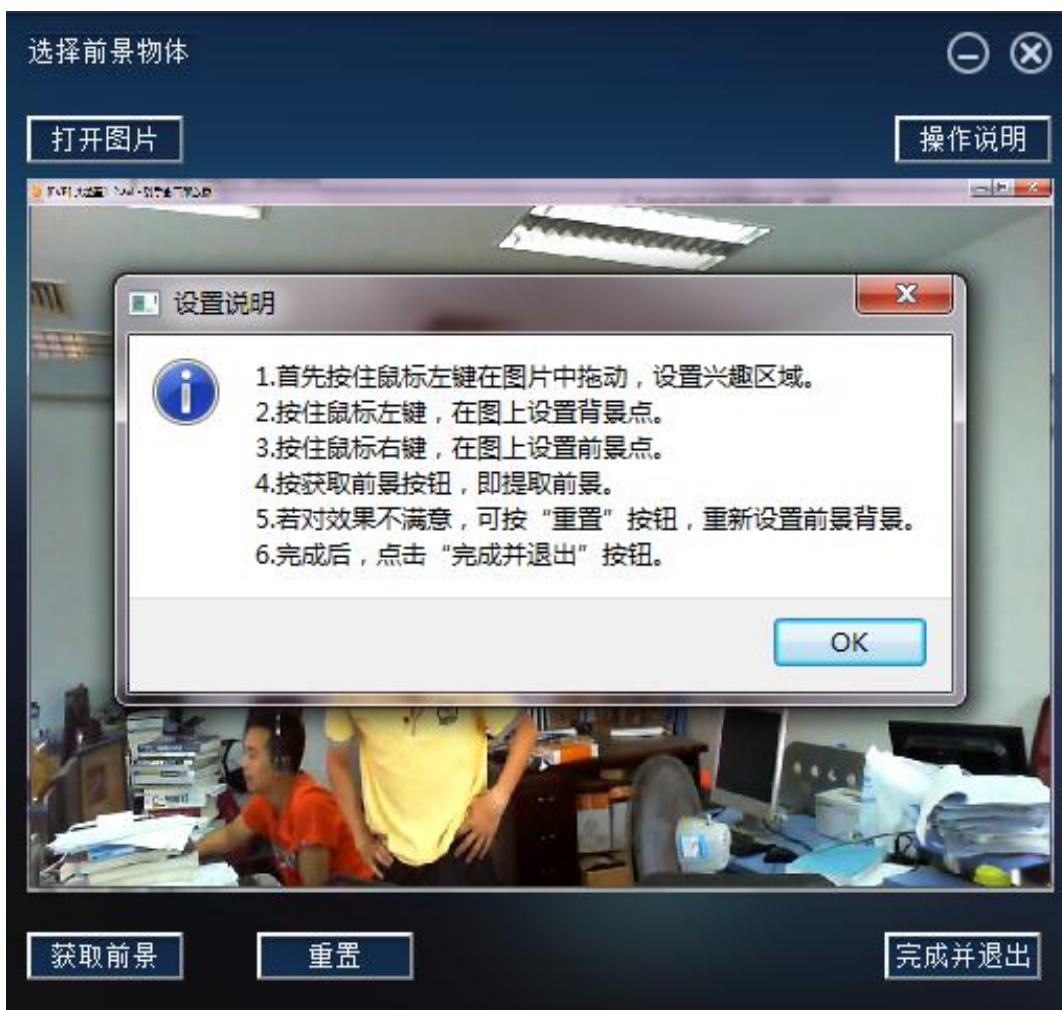 选择前景物体
打开图片
操作说明
设置说明
1.首先按住鼠标左键在图片中拖动，设置兴趣区域。
2.按住鼠标左键，在图上设置背景点。
3.按住鼠标右键，在图上设置前景点。
4.按获取前景按钮，即提取前景。
5.若对效果不满意，可按“重置”按钮，重新设置前景背景。
6.完成后，点击“完成并退出”按钮。
OK
获取前景
重置
完成并退出